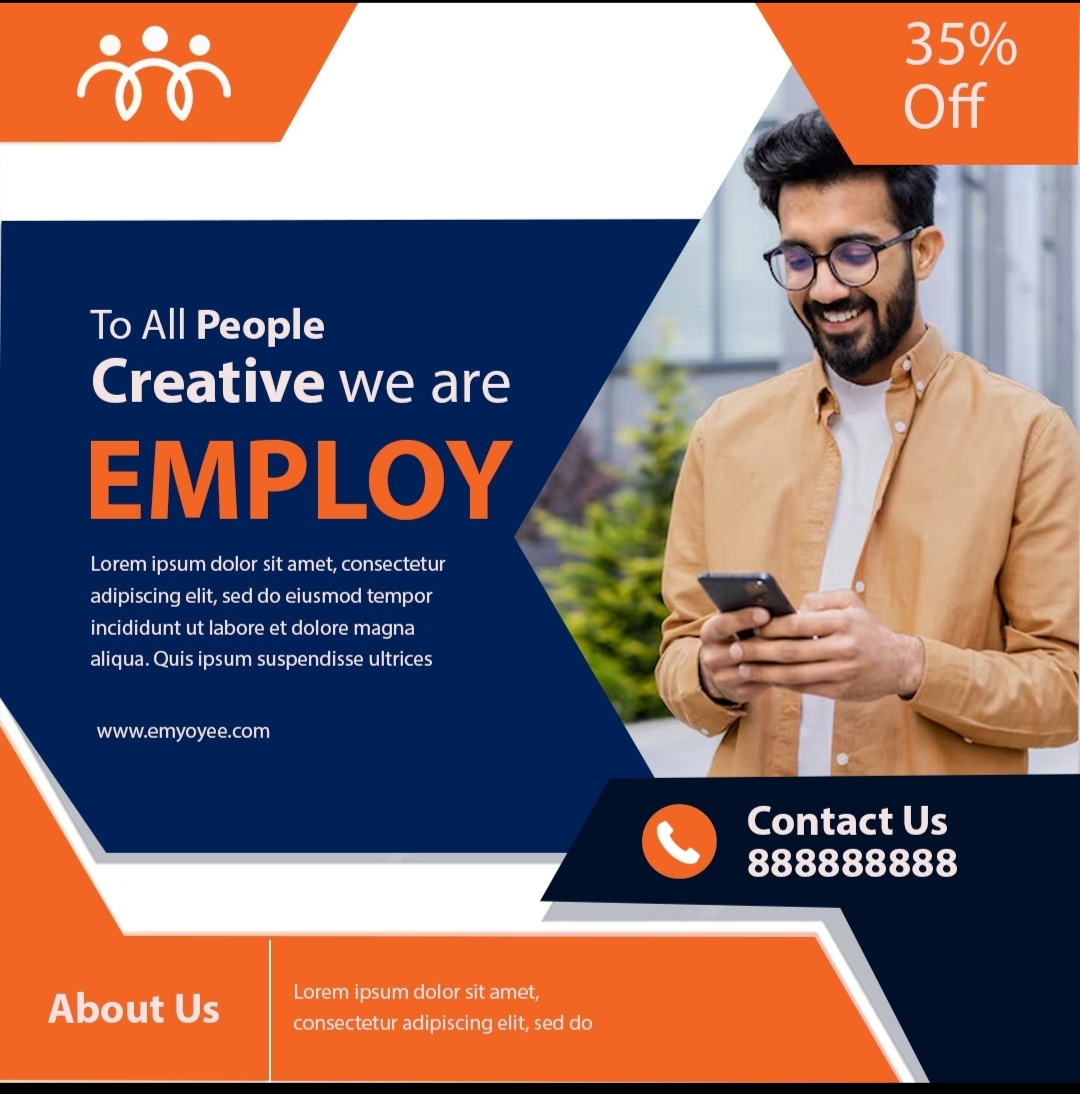 35%
Off
To All People
Creative we are
EMPLOY
Lorem ipsum dolor sit amet, consectetur
adipiscing elit, sed do eiusmod tempor
incididunt ut labore et dolore magna
aliqua. Quis ipsum suspendisse ultrices
www.emyoyee.com
Contact Us
888888888
About Us
Lorem ipsum dolor sit amet,
consectetur adipiscing elit, sed do